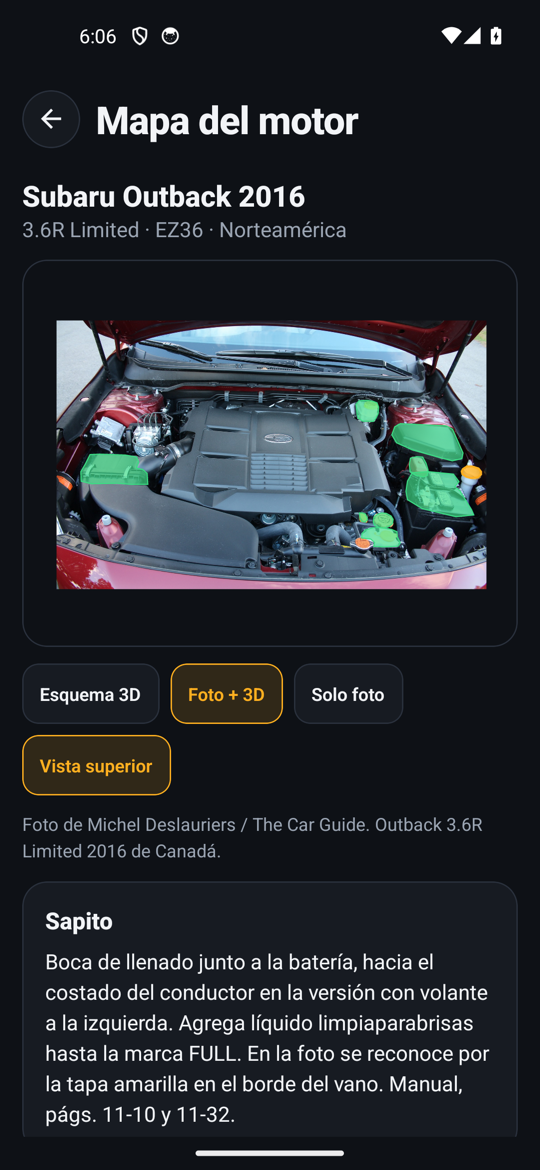 6:06
Mapa del motor
Subaru Outback 2016
3.6R Limited · EZ36 · Norteamérica
Esquema 3D
Foto + 3D
Solo foto
Vista superior
Foto de Michel Deslauriers / The Car Guide. Outback 3.6R
Limited 2016 de Canadá.
Sapito
Boca de llenado junto a la batería, hacia el
costado del conductor en la versión con volante
a la izquierda. Agrega líquido limpiaparabrisas
hasta la marca FULL. En la foto se reconoce por
la tapa amarilla en el borde del vano. Manual,
págs. 11-10 y 11-32.